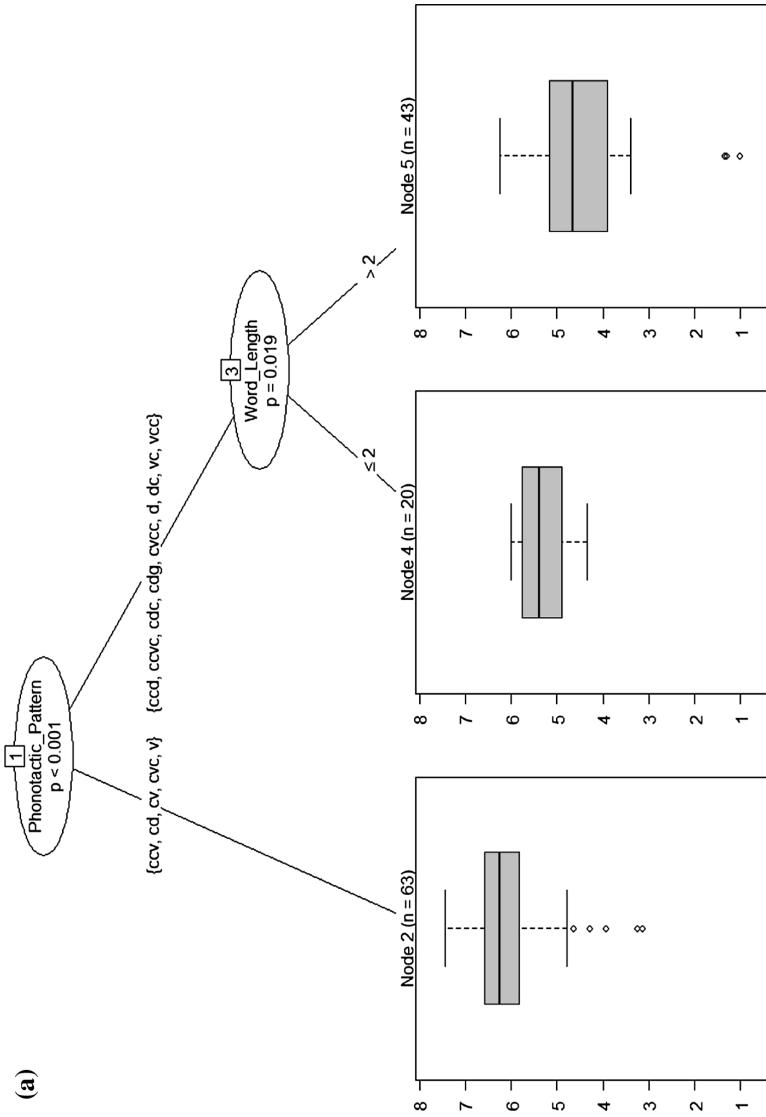 (a)
1
Phonotactic_Pattern
p < 0.001
{ccv, cd, cv, cvc, v}
{ccd, ccvc, cdc, cdg, cvcc, d, dc, vc, vcc}
3
Word_Length
p = 0.019
≤ 2
> 2
Node 2 (n = 63)
8
7
6
5
4
3
2
1
Node 4 (n = 20)
8
7
6
5
4
3
2
1
Node 5 (n = 43)
8
7
6
5
4
3
2
1